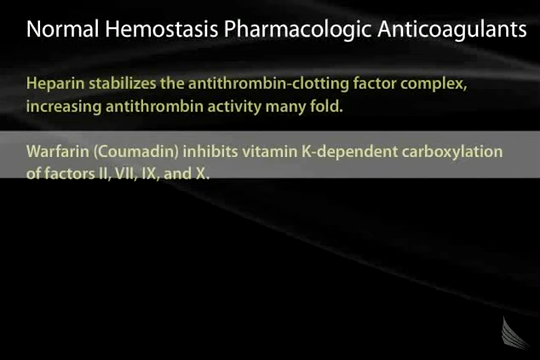 Normal Hemostasis Pharmacologic Anticoagulants
Heparin stabilizes the antithrombin-clotting factor complex,
increasing antithrombin activity many fold.
Warfarin (Coumadin) inhibits vitamin K-dependent carboxylation
of factors II, VII, IX, and X.